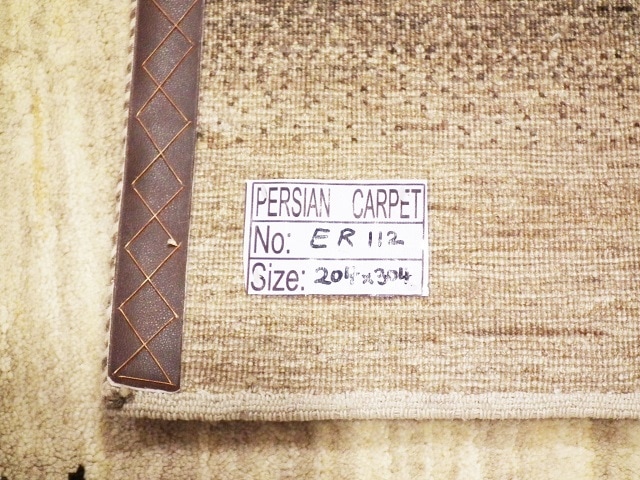 PERSIAN CARPET
No: ER 112
Size: 204x304